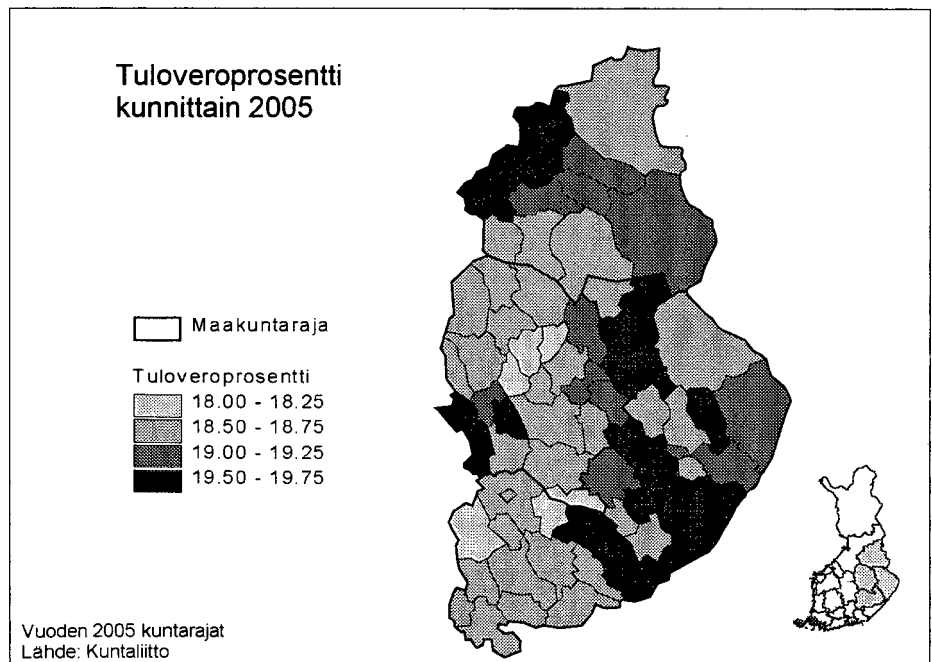 Tuloveroprosentti
kunnittain 2005
Maakuntaraja
Tuloveroprosentti
18.00 - 18.25
18.50 - 18.75
19.00 - 19.25
19.50 - 19.75
Vuoden 2005 kuntarajat
Lähde: Kuntaliitto